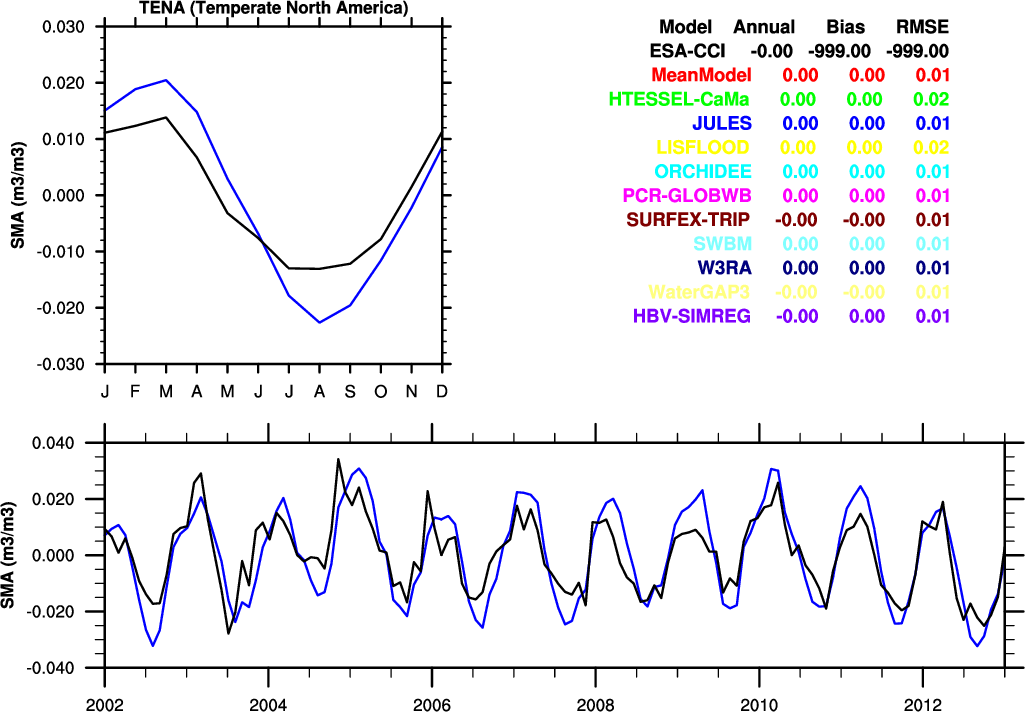 TENA (Temperate North America)
0.030
0.020
0.010
0.000
-0.010
-0.020
-0.030
SMA (m3/m3)
J F M A M J J A S O N D
Model Annual Bias RMSE
ESA-CCI -0.00 -999.00 -999.00
MeanModel 0.00 0.00 0.01
HTESSEL-CaMa 0.00 0.00 0.02
JULES 0.00 0.00 0.01
LISFLOOD 0.00 0.00 0.02
ORCHIDEE 0.00 0.00 0.01
PCR-GLOBWB 0.00 0.00 0.01
SURFEX-TRIP -0.00 -0.00 0.01
SWBM 0.00 0.00 0.01
W3RA 0.00 0.00 0.01
WaterGAP3 -0.00 -0.00 0.01
HBV-SIMREG -0.00 0.00 0.01
0.040
0.020
0.000
-0.020
-0.040
SMA (m3/m3)
2002 2004 2006 2008 2010 2012